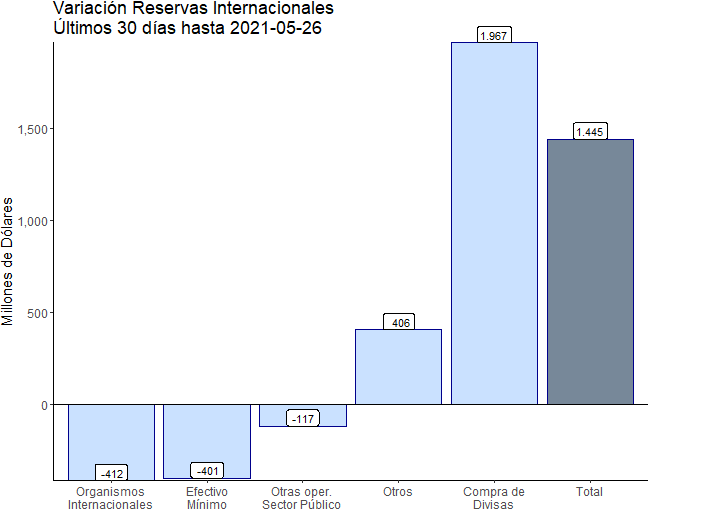 Variación Reservas Internacionales
Últimos 30 días hasta 2021-05-26
Millones de Dólares
1,500
1,000
500
0
-412
-401
-117
406
1.967
1.445
Organismos
Internacionales
Efectivo
Mínimo
Otras oper.
Sector Público
Otros
Compra de
Divisas
Total